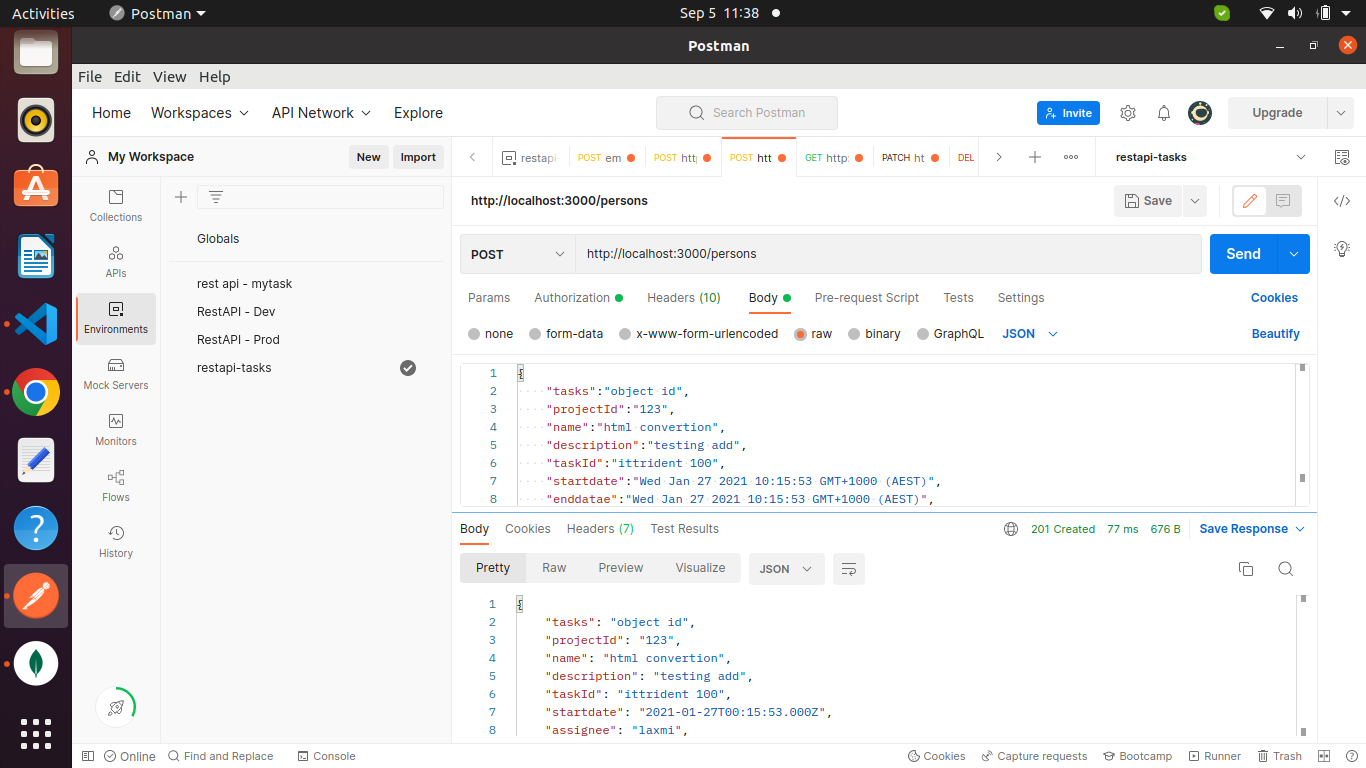 Activities Postman Sep 5 11:38
Postman
File Edit View Help
Home Workspaces API Network Explore Search Postman Invite Upgrade
My Workspace New Import restapi- POST em POST http POST htt GET http: PATCH ht DEL restapi-tasks
Collections
APIs
Environments
Mock Servers
Monitors
Flows
History
Globals
rest api - mytask
RestAPI - Dev
RestAPI - Prod
restapi-tasks
http://localhost:3000/persons Save
POST http://localhost:3000/persons Send
Params Authorization Headers (10) Body Pre-request Script Tests Settings Cookies
none form-data x-www-form-urlencoded raw binary GraphQL JSON Beautify
1 {
2 "tasks":"object id",
3 "projectId":"123",
4 "name":"html convertion",
5 "description":"testing add",
6 "taskId":"ittrident 100",
7 "startdate":"Wed Jan 27 2021 10:15:53 GMT+1000 (AEST)",
8 "enddatae":"Wed Jan 27 2021 10:15:53 GMT+1000 (AEST)",
Body Cookies Headers (7) Test Results 201 Created 77 ms 676 B Save Response
Pretty Raw Preview Visualize JSON
1 {
2 "tasks": "object id",
3 "projectId": "123",
4 "name": "html convertion",
5 "description": "testing add",
6 "taskId": "ittrident 100",
7 "startdate": "2021-01-27T00:15:53.000Z",
8 "assignee": "laxmi",
Online Find and Replace Console Cookies Capture requests Bootcamp Runner Trash